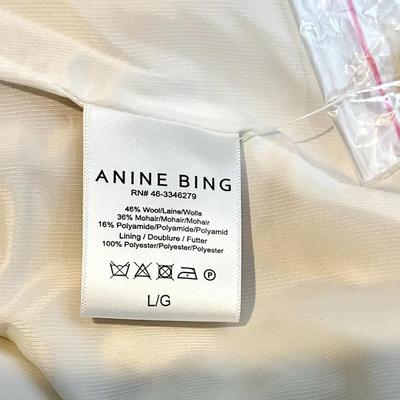 ANINE BING
RN# 46-3346279
46% Wool/Laine/Wolle
36% Mohair/Mohair/Mohair
16% Polyamide/Polyamide/Polyamid
Lining / Doublure / Futter
100% Polyester/Polyester/Polyester
P
L/G